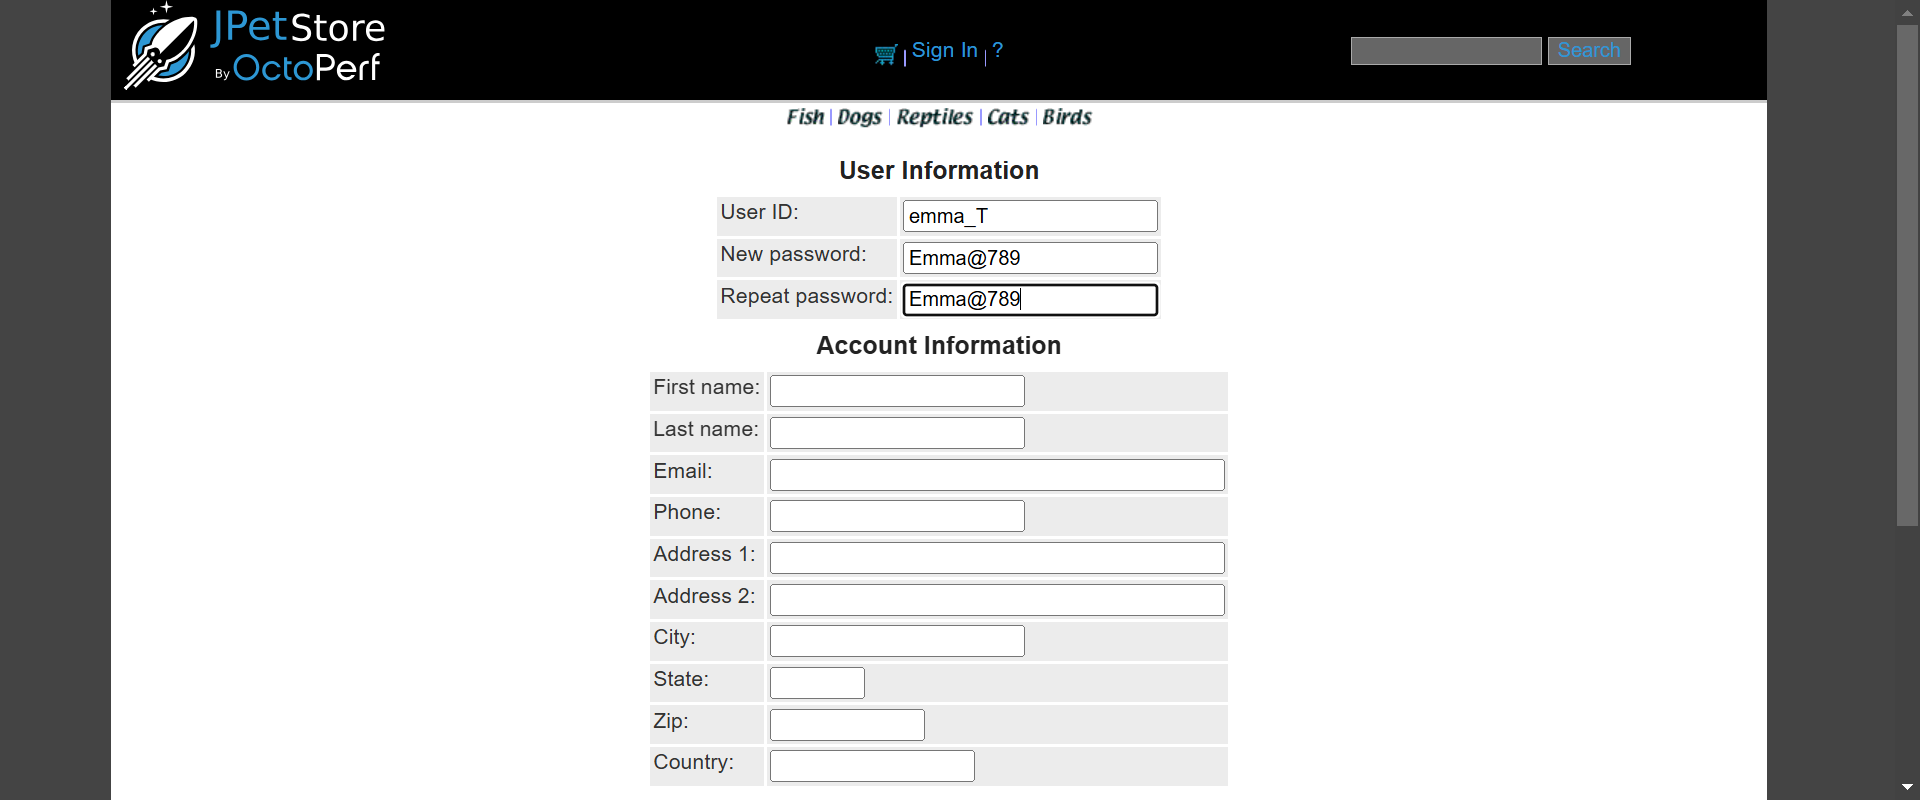 JPetStore
By OctoPerf
Sign In | ?
Search
Fish | Dogs | Reptiles | Cats | Birds
User Information
User ID: emma_T
New password: Emma@789
Repeat password: Emma@789
Account Information
First name:
Last name:
Email:
Phone:
Address 1:
Address 2:
City:
State:
Zip:
Country: